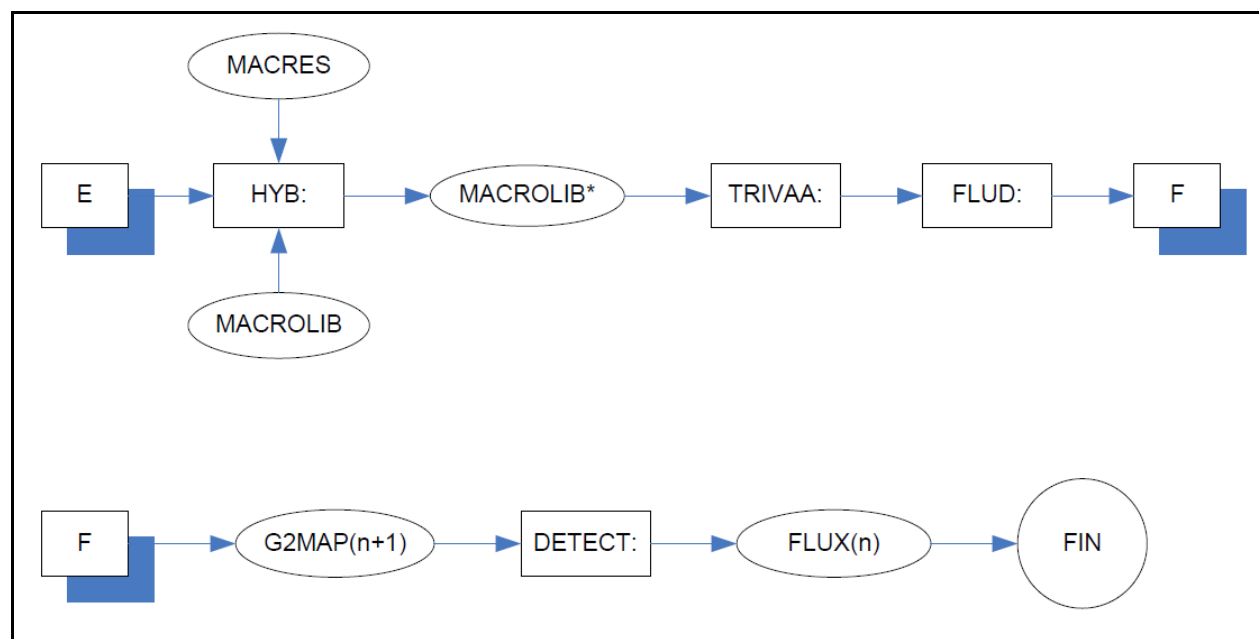 MACRES
E
HYB:
MACROLIB*
TRIVAA:
FLUD:
F
MACROLIB
F
G2MAP(n+1)
DETECT:
FLUX(n)
FIN